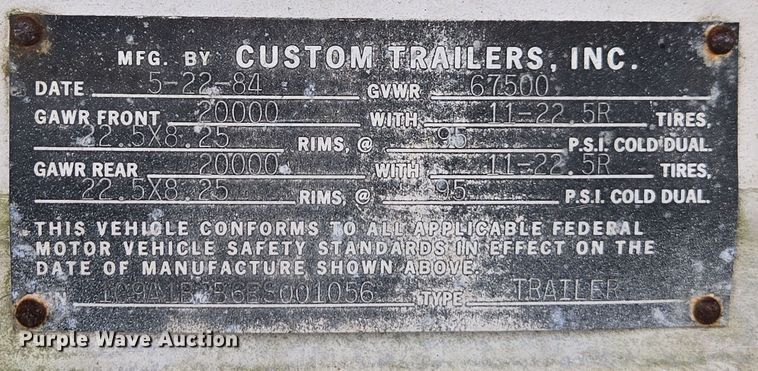 MFG. BY CUSTOM TRAILERS, INC.
DATE 5-22-84 GVWR 67500
GAWR FRONT 20000 WITH 11-22.5R TIRES,
22.5X8.25 RIMS, @ 95 P.S.I. COLD DUAL.
GAWR REAR 20000 WITH 11-22.5R TIRES,
22.5X8.25 RIMS, @ 95 P.S.I. COLD DUAL.
THIS VEHICLE CONFORMS TO ALL APPLICABLE FEDERAL
MOTOR VEHICLE SAFETY STANDARDS IN EFFECT ON THE
DATE OF MANUFACTURE SHOWN ABOVE.
TYPE TRAILER
Purple Wave Auction